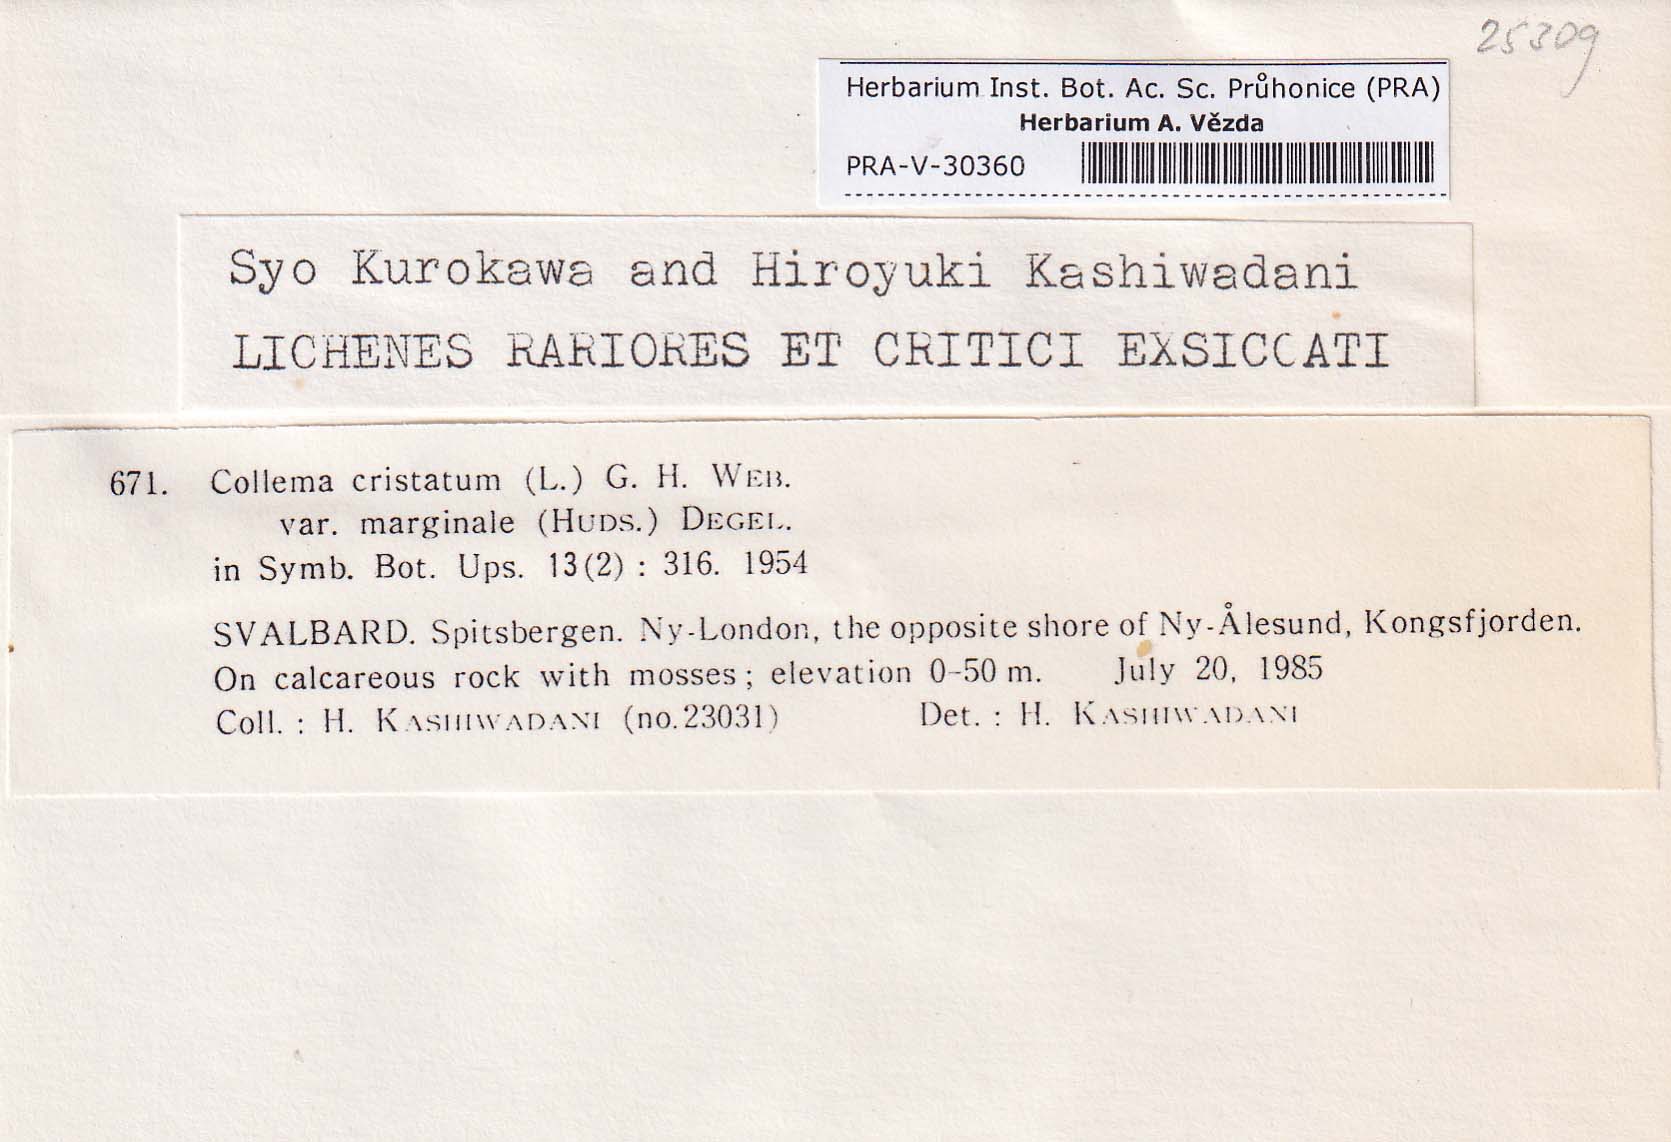 25309
Herbarium Inst. Bot. Ac. Sc. Průhonice (PRA)
Herbarium A. Vězda
PRA-V-30360
Syo Kurokawa and Hiroyuki Kashiwadani
LICHENES RARIORES ET CRITICI EXSICCATI
671. Collema cristatum (L.) G. H. WEB.
var. marginale (HUDS.) DEGEL.
in Symb. Bot. Ups. 13(2) : 316. 1954
SVALBARD. Spitsbergen. Ny-London, the opposite shore of Ny-Ålesund, Kongsfjorden.
On calcareous rock with mosses; elevation 0-50 m. July 20, 1985
Coll. : H. KASHIWADANI (no.23031) Det. : H. KASHIWADANI